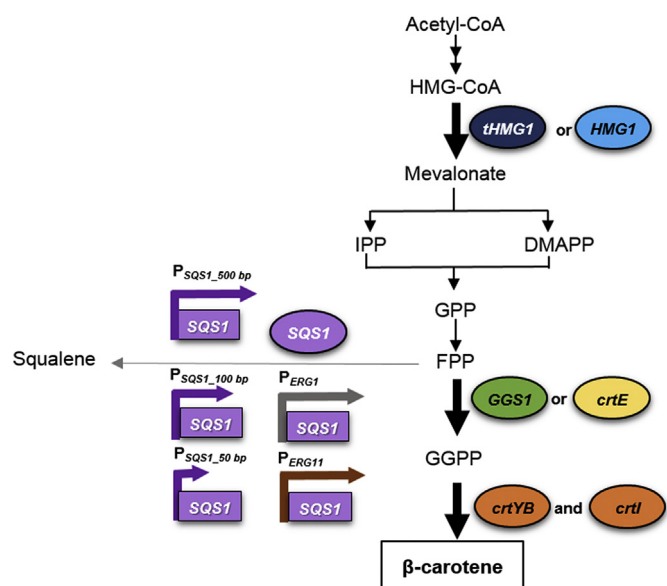 Acetyl-CoA
HMG-CoA
tHMG1 or HMG1
Mevalonate
IPP DMAPP
PSQS1_500 bp
SQS1 SQS1
GPP
Squalene FPP
PSQS1_100 bp PERG1
SQS1 SQS1
GGS1 or crtE
PSQS1_50 bp PERG11
GGPP
SQS1 SQS1
crtYB and crtI
β-carotene